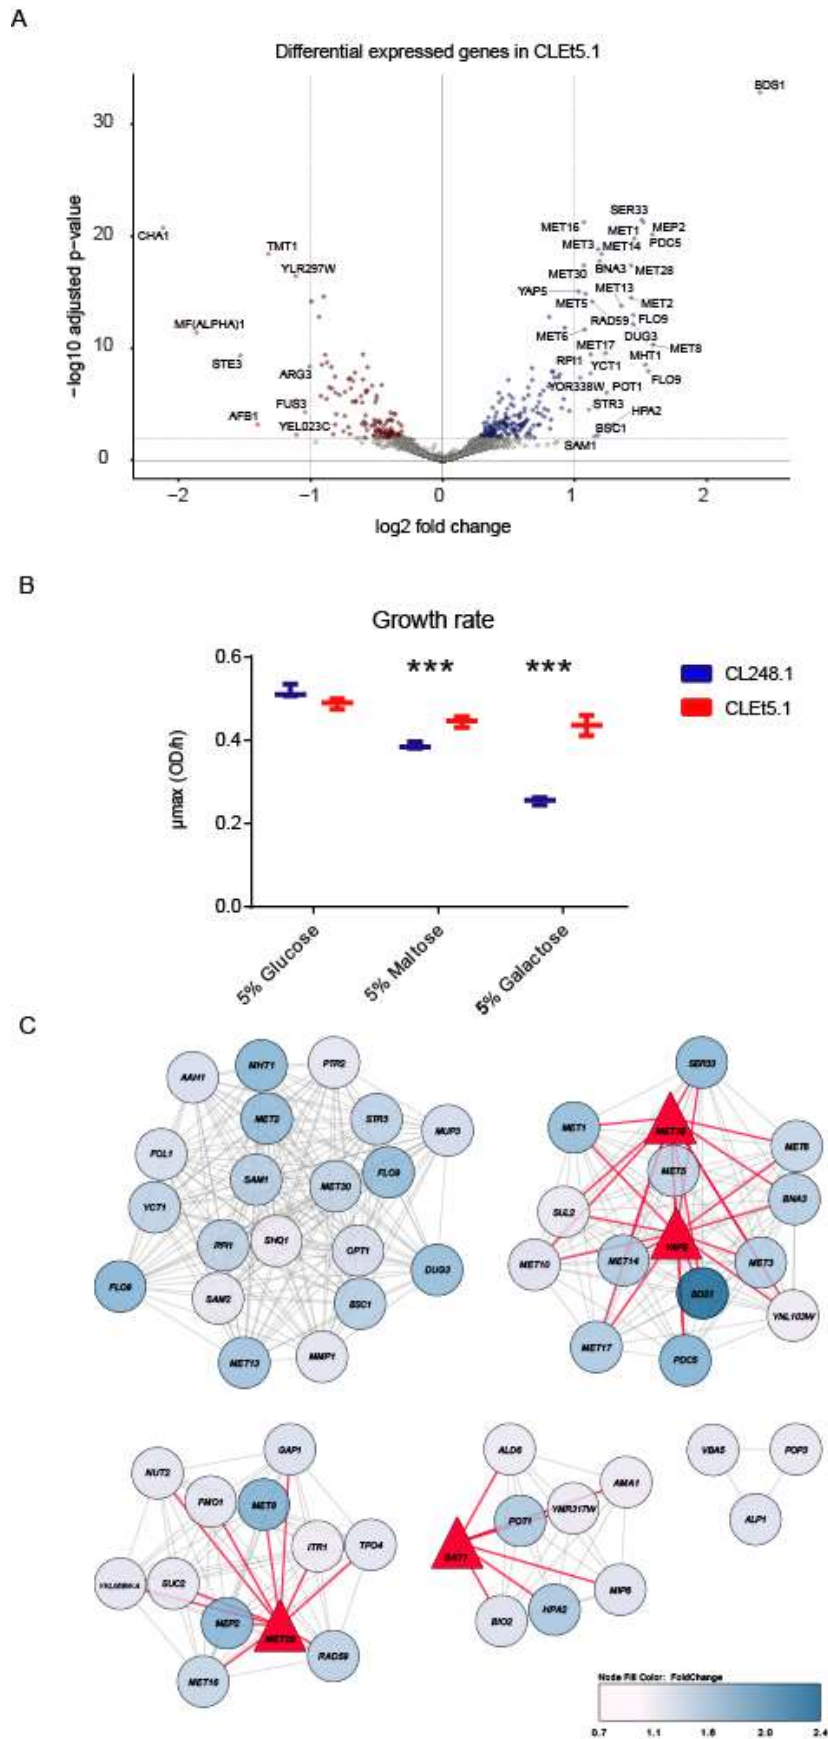 A
Differential expressed genes in CLEt5.1
BDS1
30
SER33
MET16
MET1
MEP2
20
CHA1
MET3
MET14
PDC5
TMT1
YLR297W
MET30
BNA3
MET28
YAP5
MET13
MET5
MET2
MF(ALPHA)1
RAD59
FLO9
MET6
DUG3
10
STE3
MET17
MHT1
MET8
RPI1
YCT1
ARG3
FLO9
YOR338W
POT1
FUS3
STR3
HPA2
AFB1
YEL023C
BSC1
SAM1
0
−log10 adjusted p−value
−2
−1
0
1
2
log2 fold change
B
Growth rate
0.6
***
***
CL248.1
CLEt5.1
0.4
0.2
0.0
µmax (OD/h)
5% Glucose
5% Maltose
5% Galactose
C
MHT1
PTR2
AAH1
MET2
STR3
MUP3
FOL1
FLO9
SAM1
MET30
YCT1
SHQ1
RPI1
OPT1
DUG3
FLO9
SAM2
BSC1
MET13
MMP1
SER33
MET1
MET6
MET5
BNA3
SUL2
MET10
MET14
MET3
BDS1
YNL103W
MET17
PDC5
GAP1
NUT2
FMO1
MET8
ITR1
TPO4
SUC2
MEP2
RAD59
MET16
ALD6
AMA1
POT1
YMR317W
BAT1
MIP6
BIO2
HPA2
VBA5
PDP3
ALP1
Node Fill Color: FoldChange
0.7
1.1
1.6
2.0
2.4